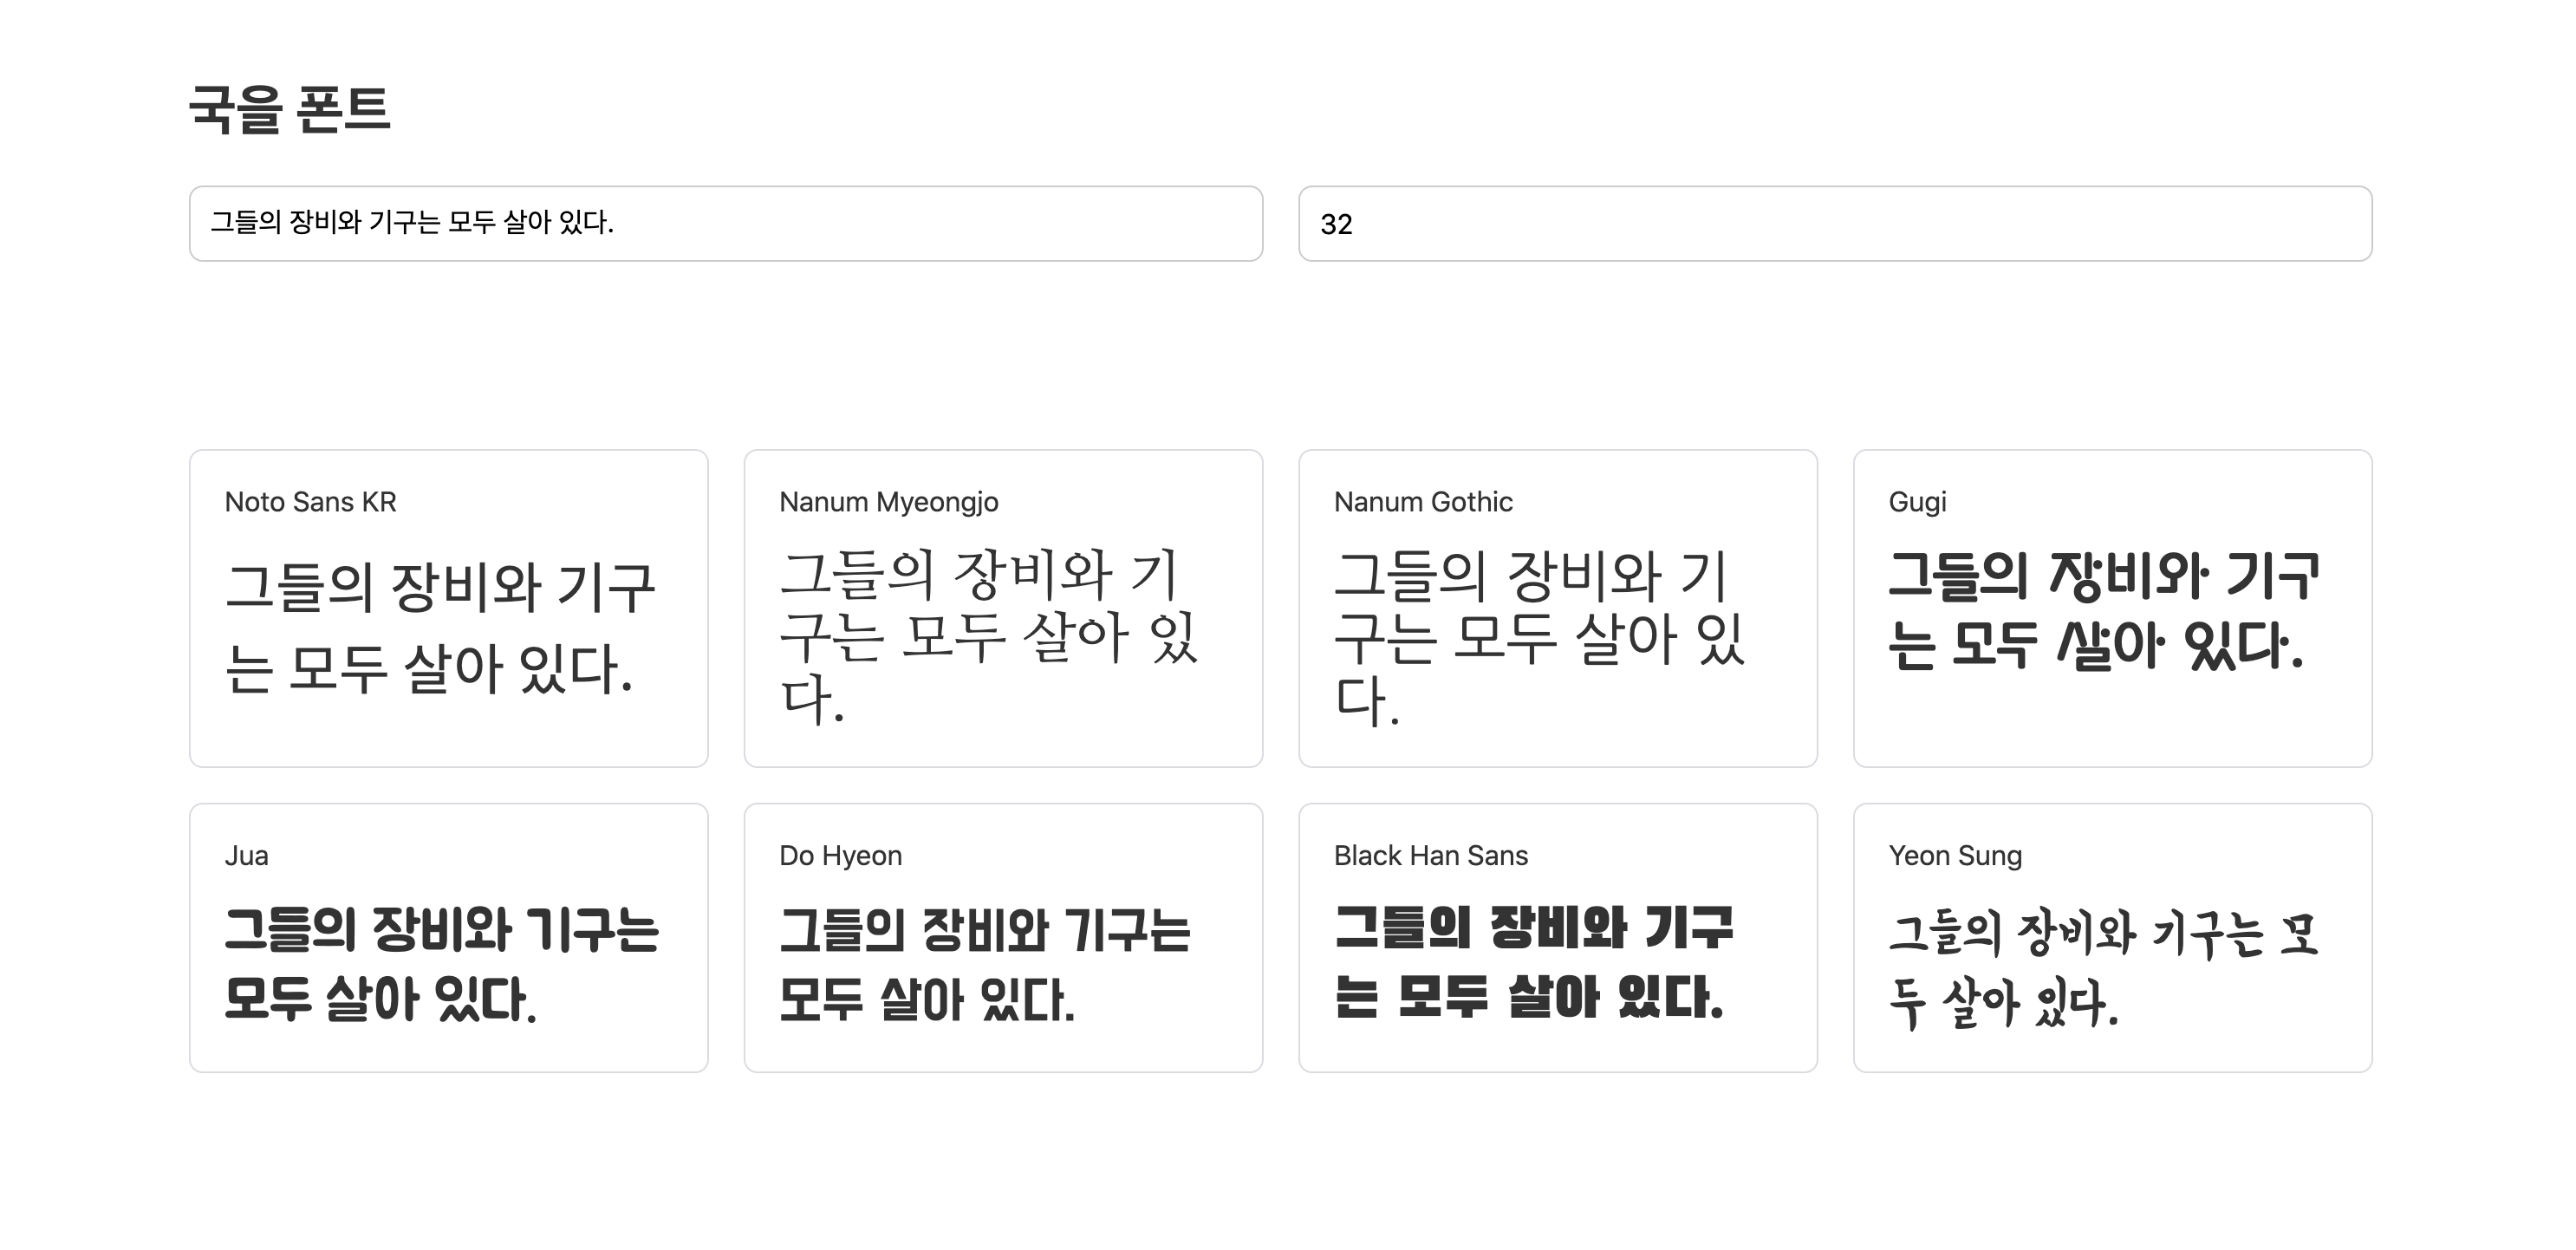 국을 폰트
그들의 장비와 기구는 모두 살아 있다.
32
Noto Sans KR
그들의 장비와 기구
는 모두 살아 있다.
Nanum Myeongjo
그들의 장비와 기
구는 모두 살아 있
다.
Nanum Gothic
그들의 장비와 기
구는 모두 살아 있
다.
Gugi
그들의 장비와 기구
는 모두 살아 있다.
Jua
그들의 장비와 기구는
모두 살아 있다.
Do Hyeon
그들의 장비와 기구는
모두 살아 있다.
Black Han Sans
그들의 장비와 기구
는 모두 살아 있다.
Yeon Sung
그들의 장비와 기구는 모
두 살아 있다.